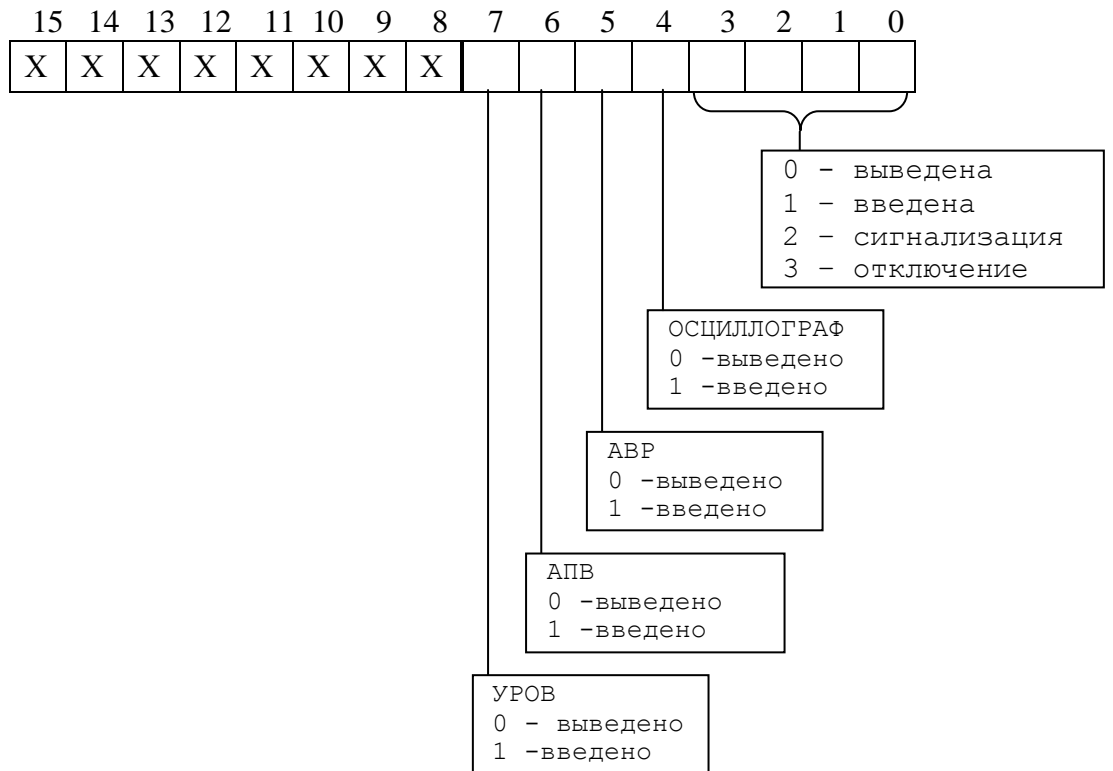 15 14 13 12 11 10 9 8 7 6 5 4 3 2 1 0
X X X X X X X X
0 - выведена
1 – введена
2 – сигнализация
3 – отключение
ОСЦИЛЛОГРАФ
0 -выведено
1 -введено
АВР
0 -выведено
1 -введено
АПВ
0 -выведено
1 -введено
УРОВ
0 - выведено
1 -введено